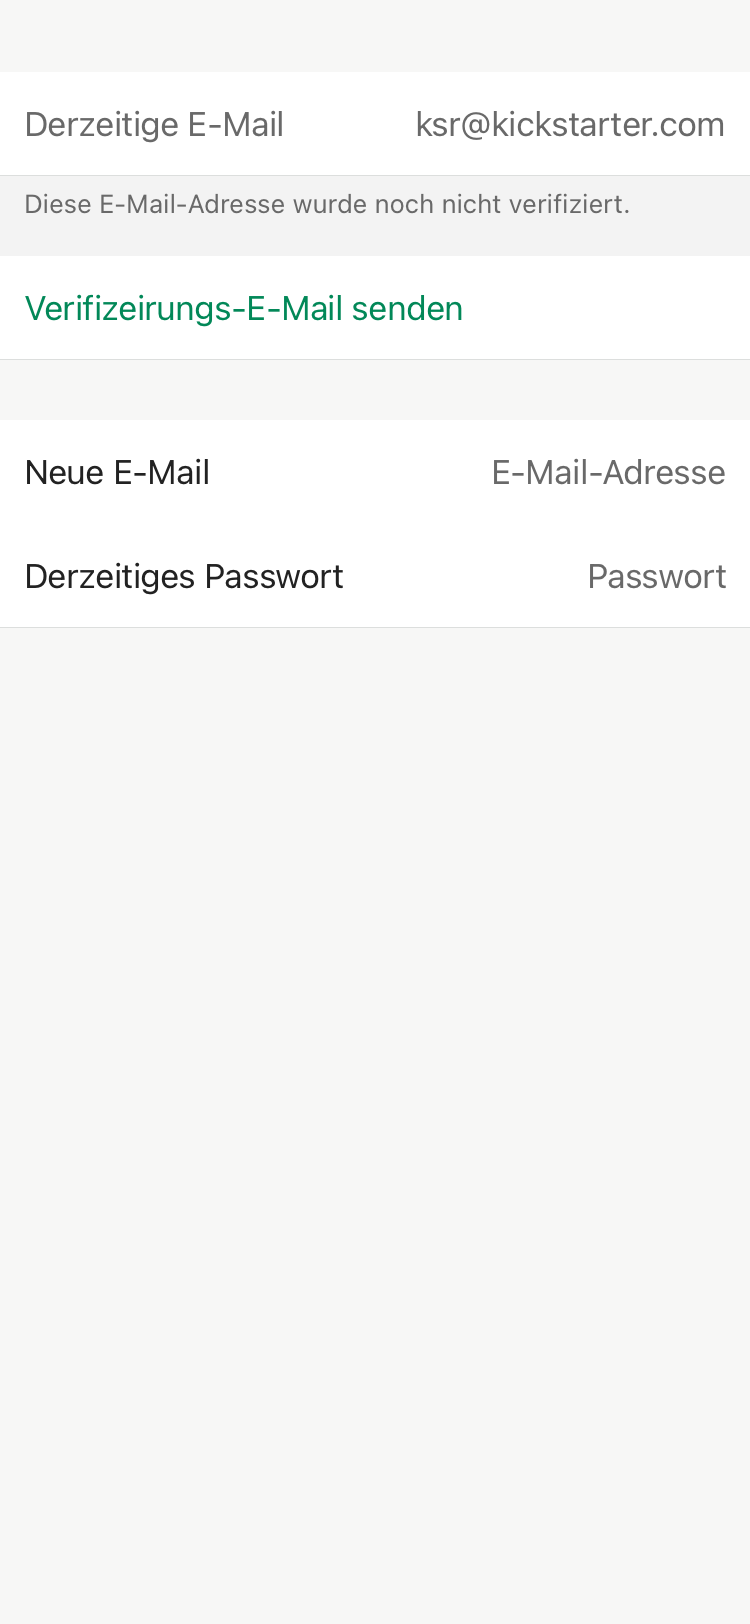 Derzeitige E-Mail ksr@kickstarter.com
Diese E-Mail-Adresse wurde noch nicht verifiziert.
Verifizeirungs-E-Mail senden
Neue E-Mail E-Mail-Adresse
Derzeitiges Passwort Passwort